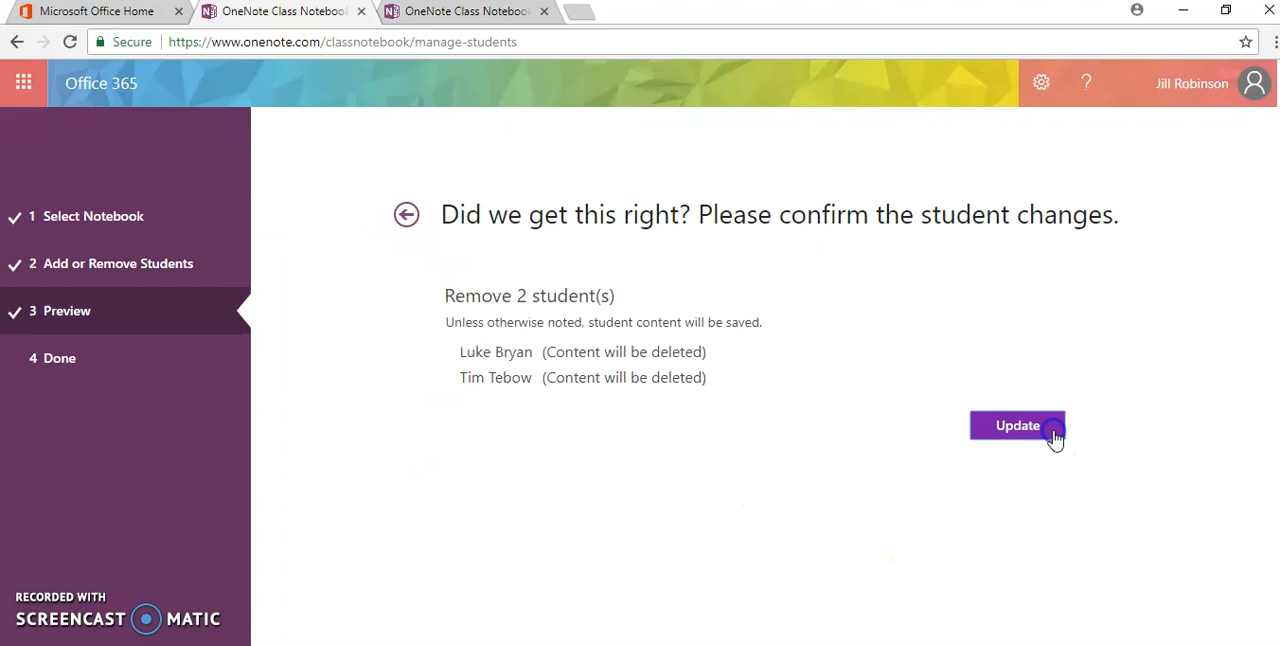 Microsoft Office Home
OneNote Class Noteboo
OneNote Class Noteboo
Secure
https://www.onenote.com/classnotebook/manage-students
Office 365
?
Jill Robinson
1 Select Notebook
2 Add or Remove Students
3 Preview
4 Done
Did we get this right? Please confirm the student changes.
Remove 2 student(s)
Unless otherwise noted, student content will be saved.
Luke Bryan (Content will be deleted)
Tim Tebow (Content will be deleted)
Update
RECORDED WITH
SCREENCAST MATIC